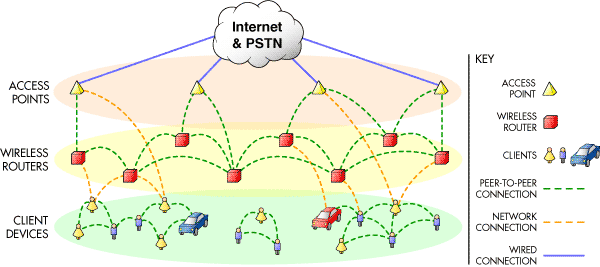 Internet
& PSTN
ACCESS
POINTS
WIRELESS
ROUTERS
CLIENT
DEVICES
KEY
ACCESS
POINT
WIRELESS
ROUTER
CLIENTS
PEER-TO-PEER
CONNECTION
NETWORK
CONNECTION
WIRED
CONNECTION